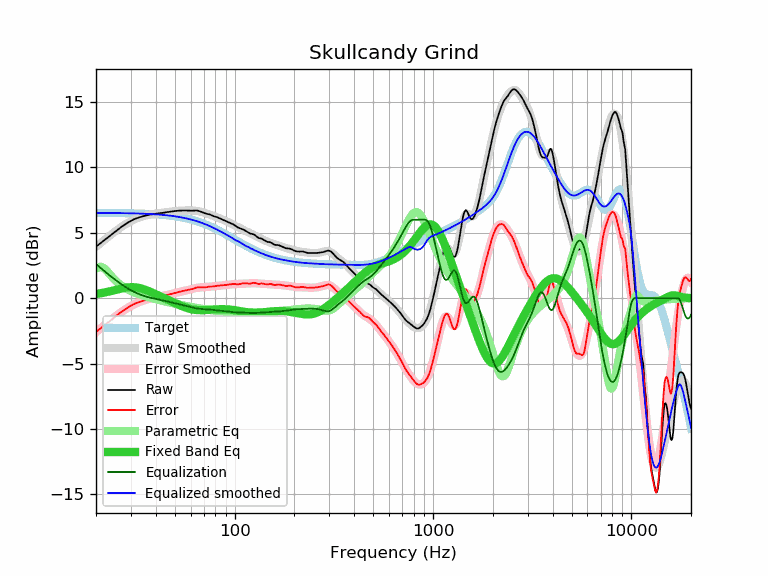 Skullcandy Grind
Amplitude (dBr)
15
10
5
0
−5
−10
−15
Target
Raw Smoothed
Error Smoothed
Raw
Error
Parametric Eq
Fixed Band Eq
Equalization
Equalized smoothed
100
1000
10000
Frequency (Hz)